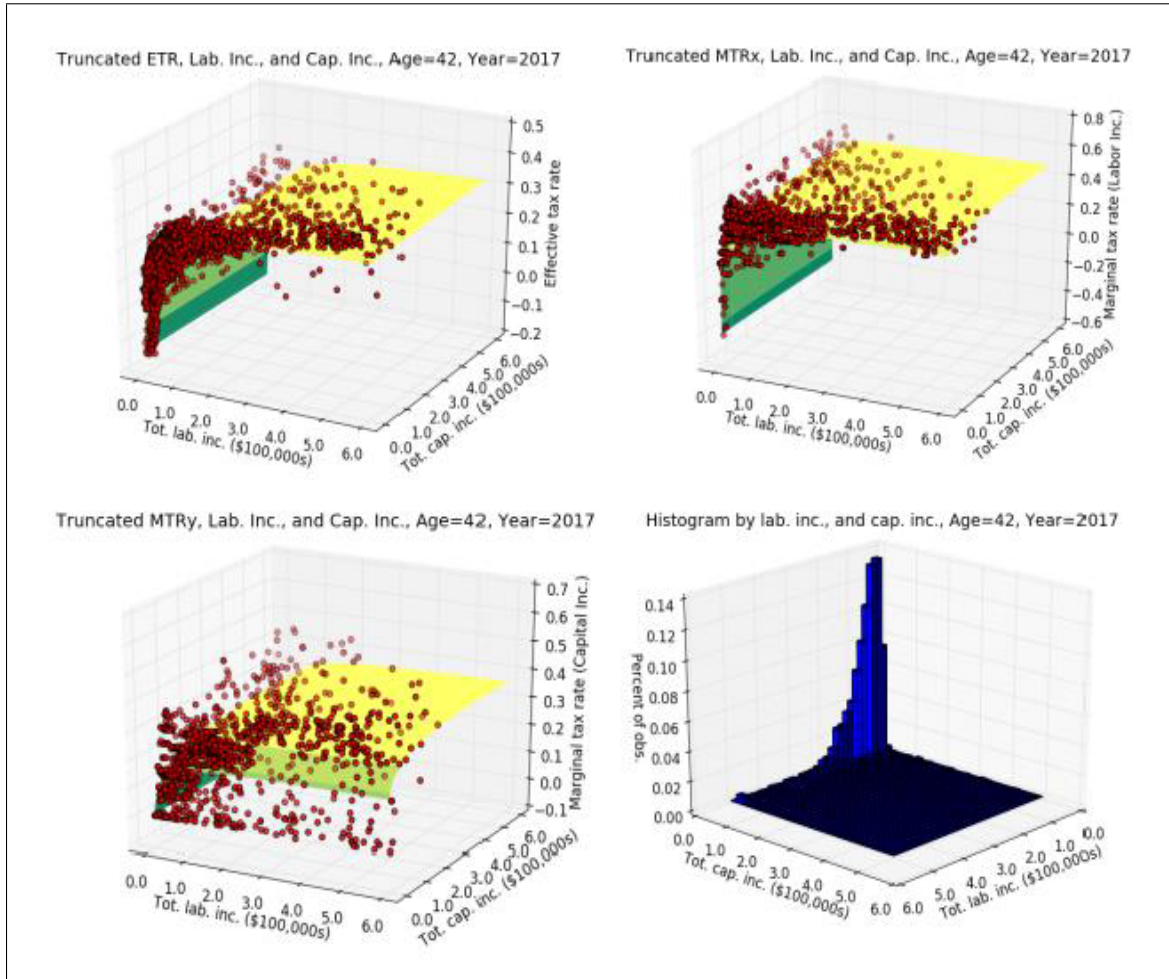 Truncated ETR, Lab. Inc., and Cap. Inc., Age=42, Year=2017
0.5
0.4
0.3
0.2
0.1
0.0
−0.1
−0.2
Effective tax rate
0.0 1.0 2.0 3.0 4.0 5.0 6.0
Tot. lab. inc. ($100,000s)
0.0 1.0 2.0 3.0 4.0 5.0 6.0
Tot. cap. inc. ($100,000s)
Truncated MTRx, Lab. Inc., and Cap. Inc., Age=42, Year=2017
0.8
0.6
0.4
0.2
0.0
−0.2
−0.4
−0.6
Marginal tax rate (Labor Inc.)
0.0 1.0 2.0 3.0 4.0 5.0 6.0
Tot. lab. inc. ($100,000s)
0.0 1.0 2.0 3.0 4.0 5.0 6.0
Tot. cap. inc. ($100,000s)
Truncated MTRy, Lab. Inc., and Cap. Inc., Age=42, Year=2017
0.7
0.6
0.5
0.4
0.3
0.2
0.1
0.0
−0.1
Marginal tax rate (Capital Inc.)
0.0 1.0 2.0 3.0 4.0 5.0 6.0
Tot. lab. inc. ($100,000s)
0.0 1.0 2.0 3.0 4.0 5.0 6.0
Tot. cap. inc. ($100,000s)
Histogram by lab. inc., and cap. inc., Age=42, Year=2017
0.14
0.12
0.10
0.08
0.06
0.04
0.02
0.00
Percent of obs.
0.0 1.0 2.0 3.0 4.0 5.0 6.0
Tot. cap. inc. ($100,000s)
6.0 5.0 4.0 3.0 2.0 1.0 0.0
Tot. lab. inc. ($100,000s)